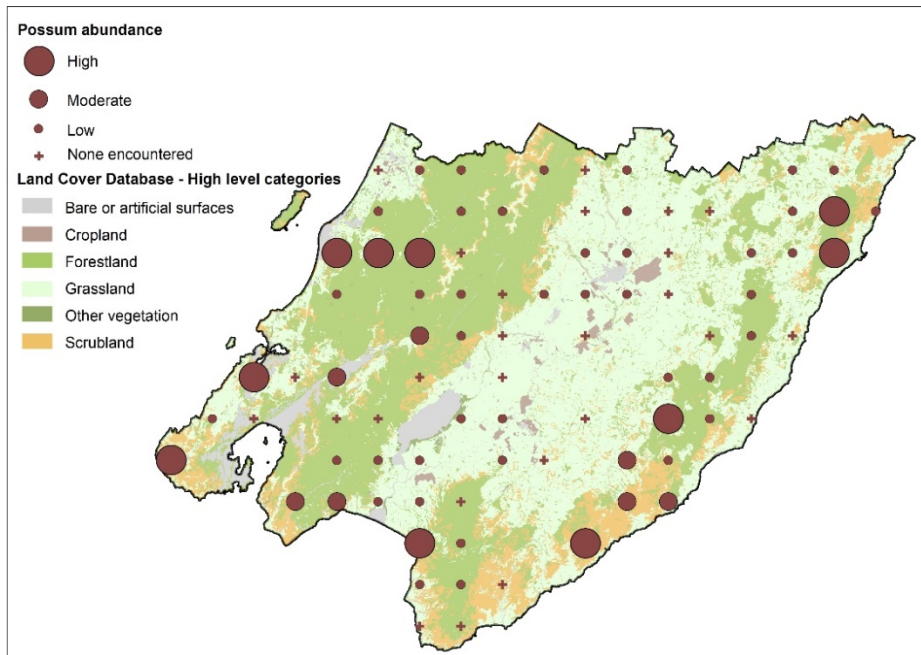 Possum abundance
High
Moderate
Low
None encountered
Land Cover Database - High level categories
Bare or artificial surfaces
Cropland
Forestland
Grassland
Other vegetation
Scrubland